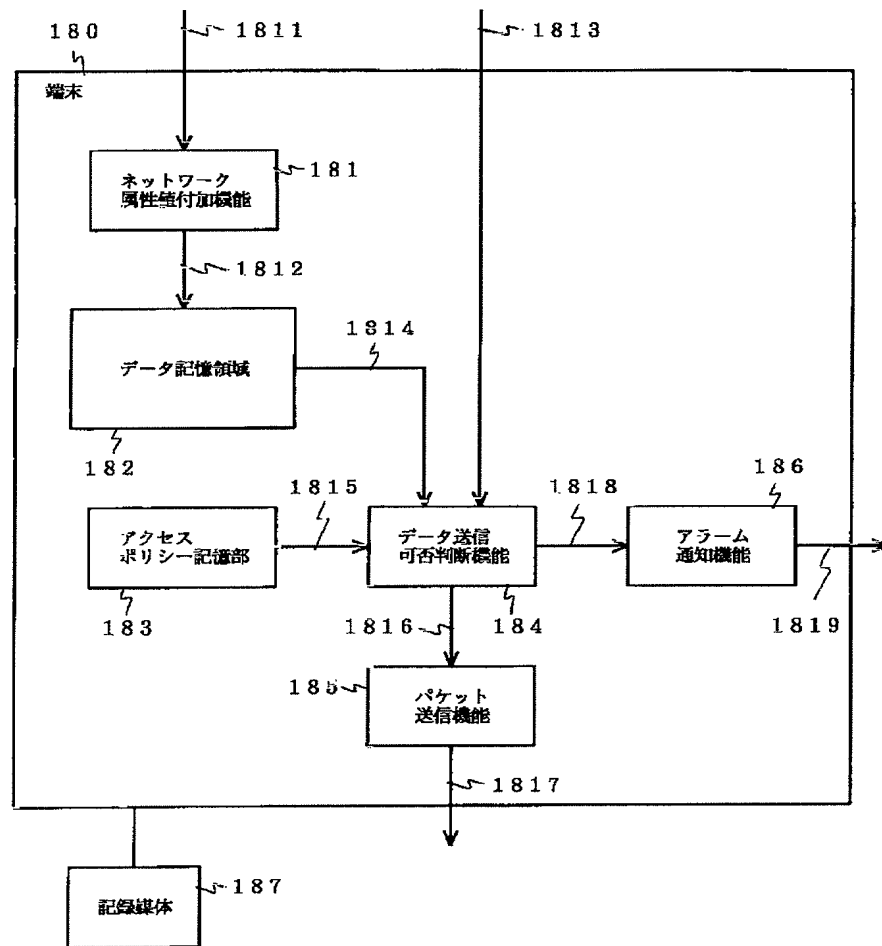 180
1811
1813
端末
ネットワーク
属性値付加機能
181
1812
データ記憶領域
182
1814
アクセス
ポリシー記憶部
183
1815
データ送信
可否判断機能
184
1818
アラーム
通知機能
186
1819
1816
185
パケット
送信機能
1817
記録媒体
187